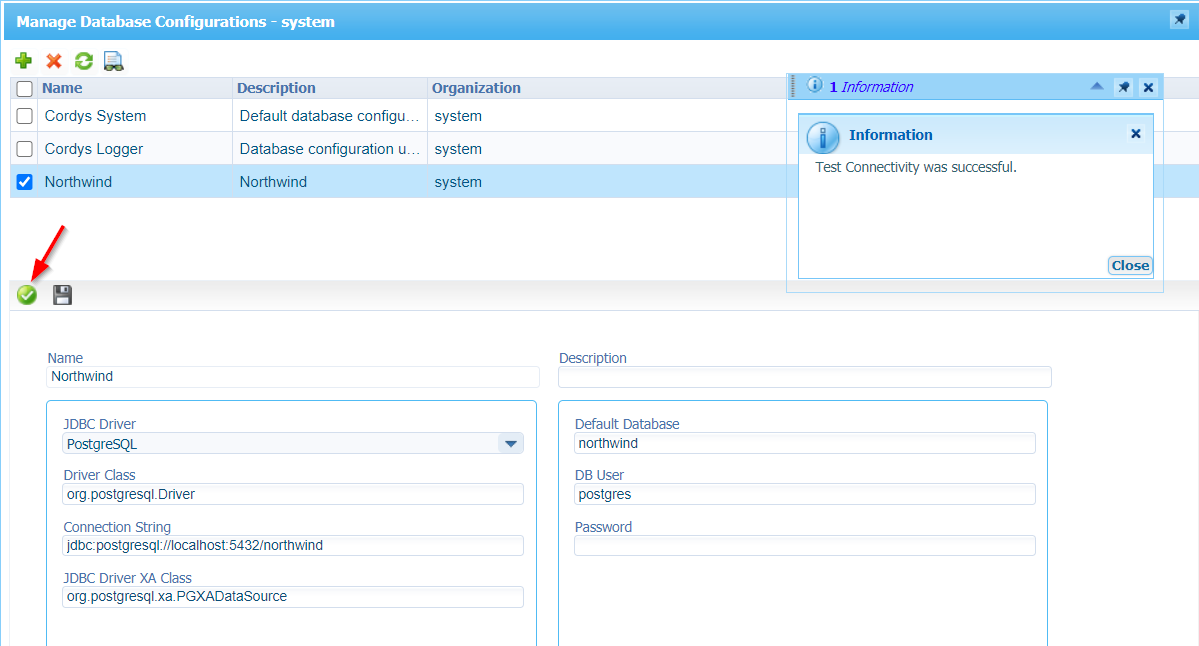 Manage Database Configurations - system
Name Description Organization
Cordys System Default database configu... system
Cordys Logger Database configuration u... system
Northwind Northwind system
1 Information
Information
Test Connectivity was successful.
Close
Name
Northwind
Description
JDBC Driver
PostgreSQL
Driver Class
org.postgresql.Driver
Connection String
jdbc:postgresql://localhost:5432/northwind
JDBC Driver XA Class
org.postgresql.xa.PGXADataSource
Default Database
northwind
DB User
postgres
Password